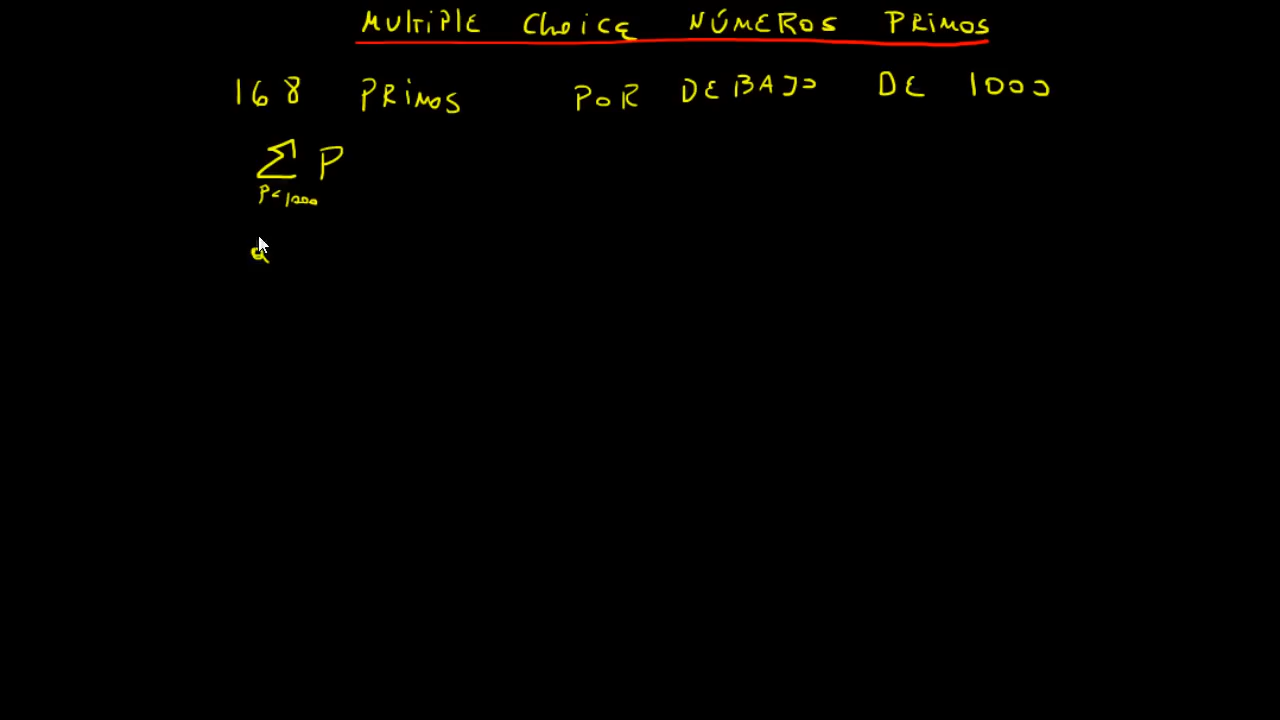 MULTIPLE CHOICE NÚMEROS PRIMOS
168 PRIMOS POR DEBAJO DE 1000
∑ P
P<1000
a